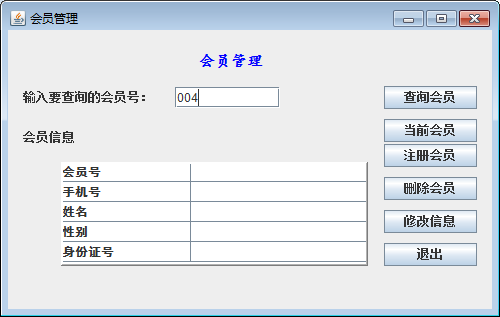 会员管理
会员管理
输入要查询的会员号： 004 查询会员
当前会员
会员信息
注册会员
会员号
手机号 删除会员
姓名
性别 修改信息
身份证号 退出